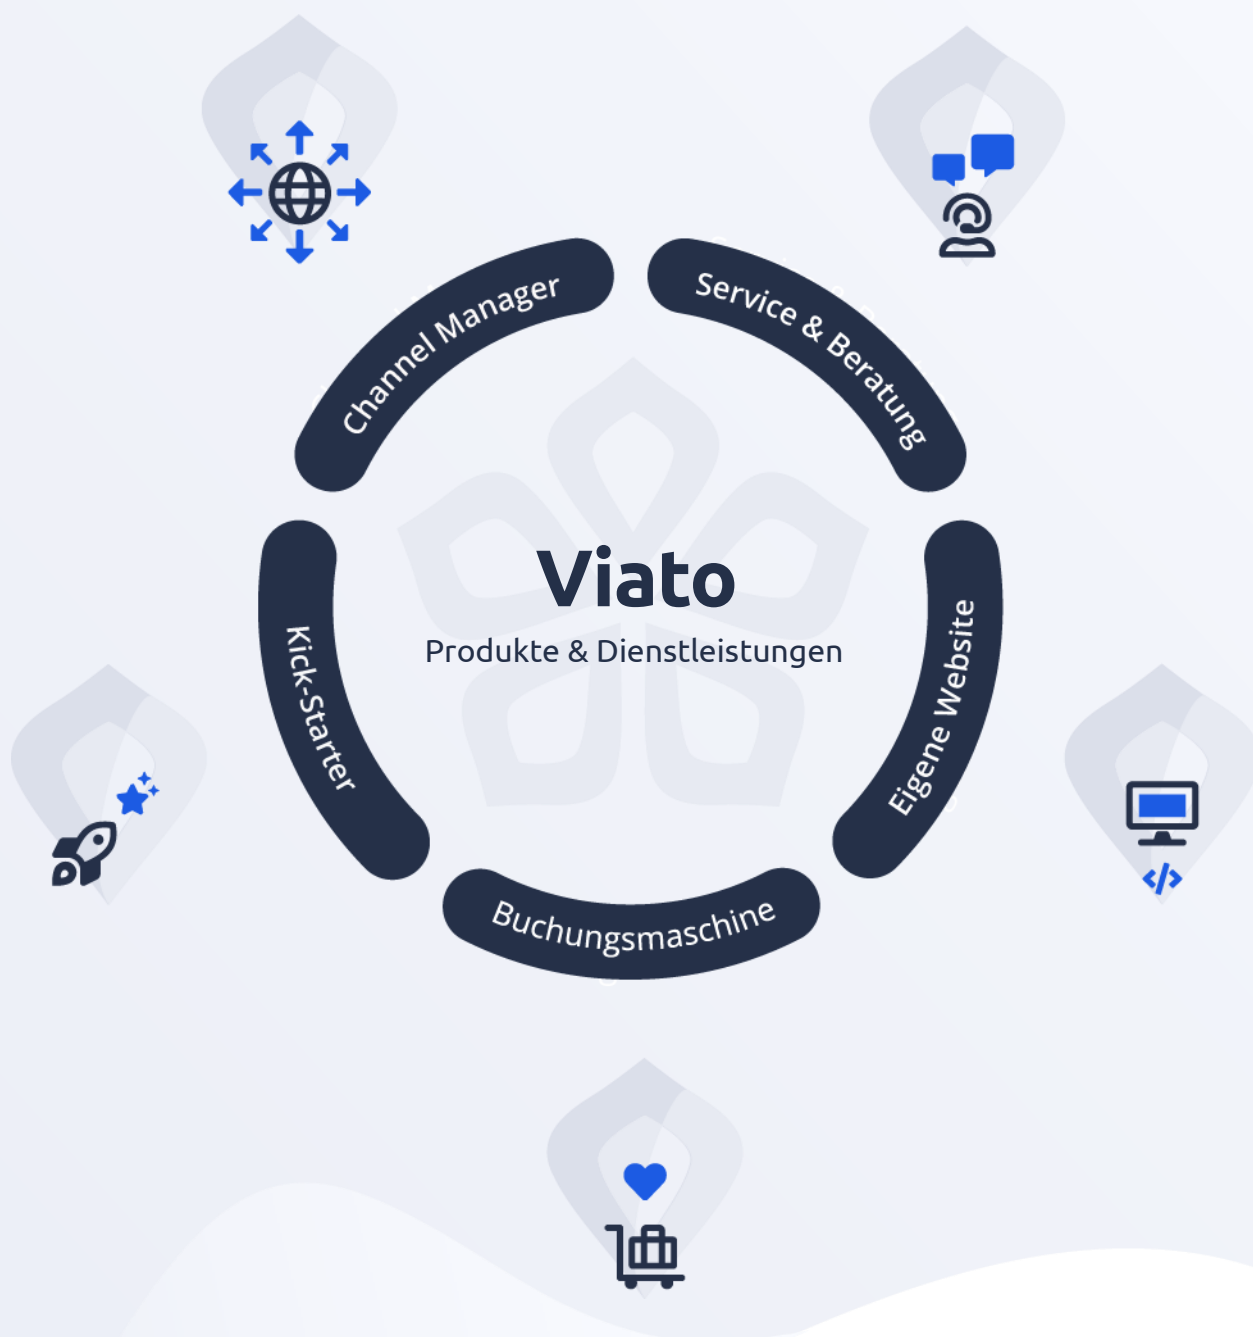 Channel Manager
Service & Beratung
Viato
Produkte & Dienstleistungen
Kick-Starter
Eigene Website
Buchungsmaschine